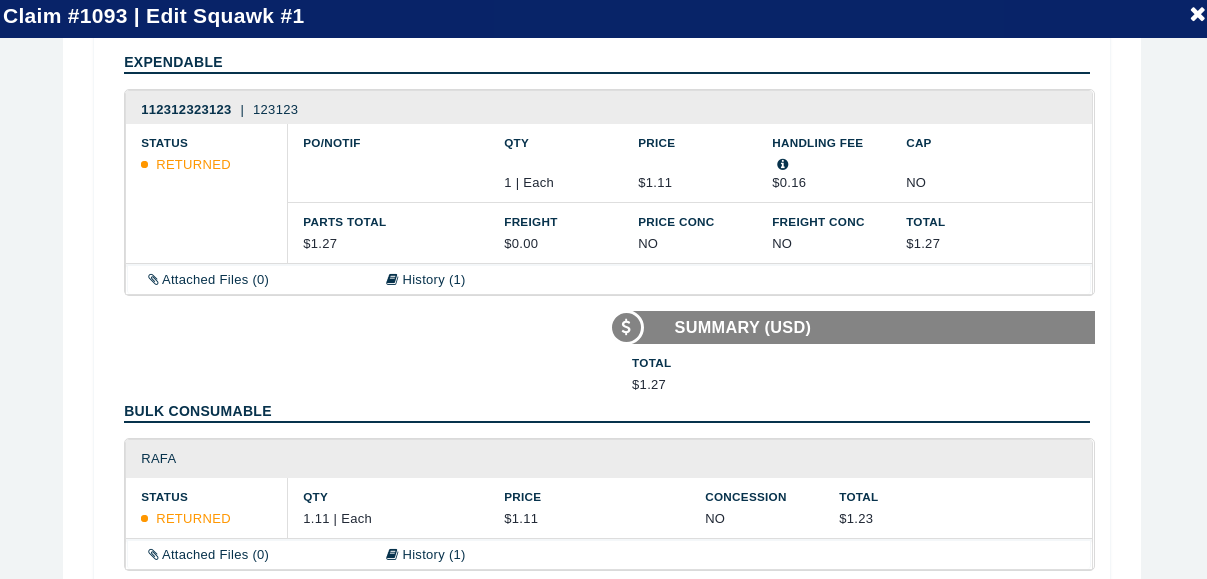 Claim #1093 | Edit Squawk #1
EXPENDABLE
112312323123 | 123123
STATUS PO/NOTIF QTY PRICE HANDLING FEE CAP
RETURNED
1 | Each $1.11 $0.16 NO
PARTS TOTAL FREIGHT PRICE CONC FREIGHT CONC TOTAL
$1.27 $0.00 NO NO $1.27
Attached Files (0) History (1)
SUMMARY (USD)
TOTAL
$1.27
BULK CONSUMABLE
RAFA
STATUS QTY PRICE CONCESSION TOTAL
RETURNED 1.11 | Each $1.11 NO $1.23
Attached Files (0) History (1)